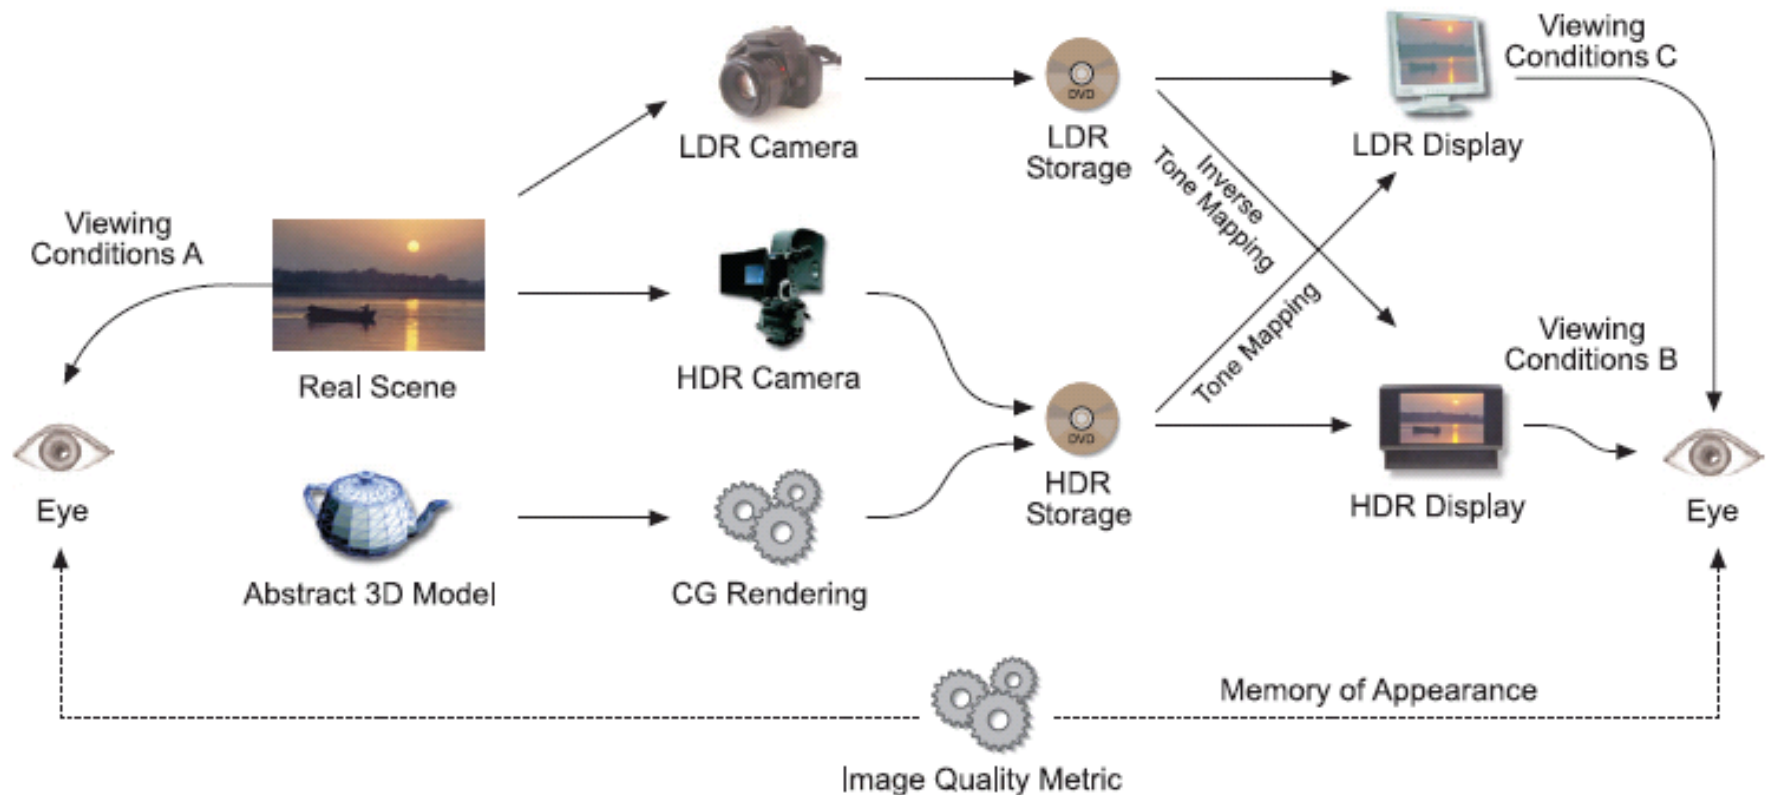 Viewing
Conditions A
Real Scene
Eye
Abstract 3D Model
LDR Camera
HDR Camera
CG Rendering
DVD
LDR
Storage
DVD
HDR
Storage
Inverse
Tone Mapping
Tone Mapping
LDR Display
HDR Display
Viewing
Conditions C
Viewing
Conditions B
Eye
Memory of Appearance
Image Quality Metric